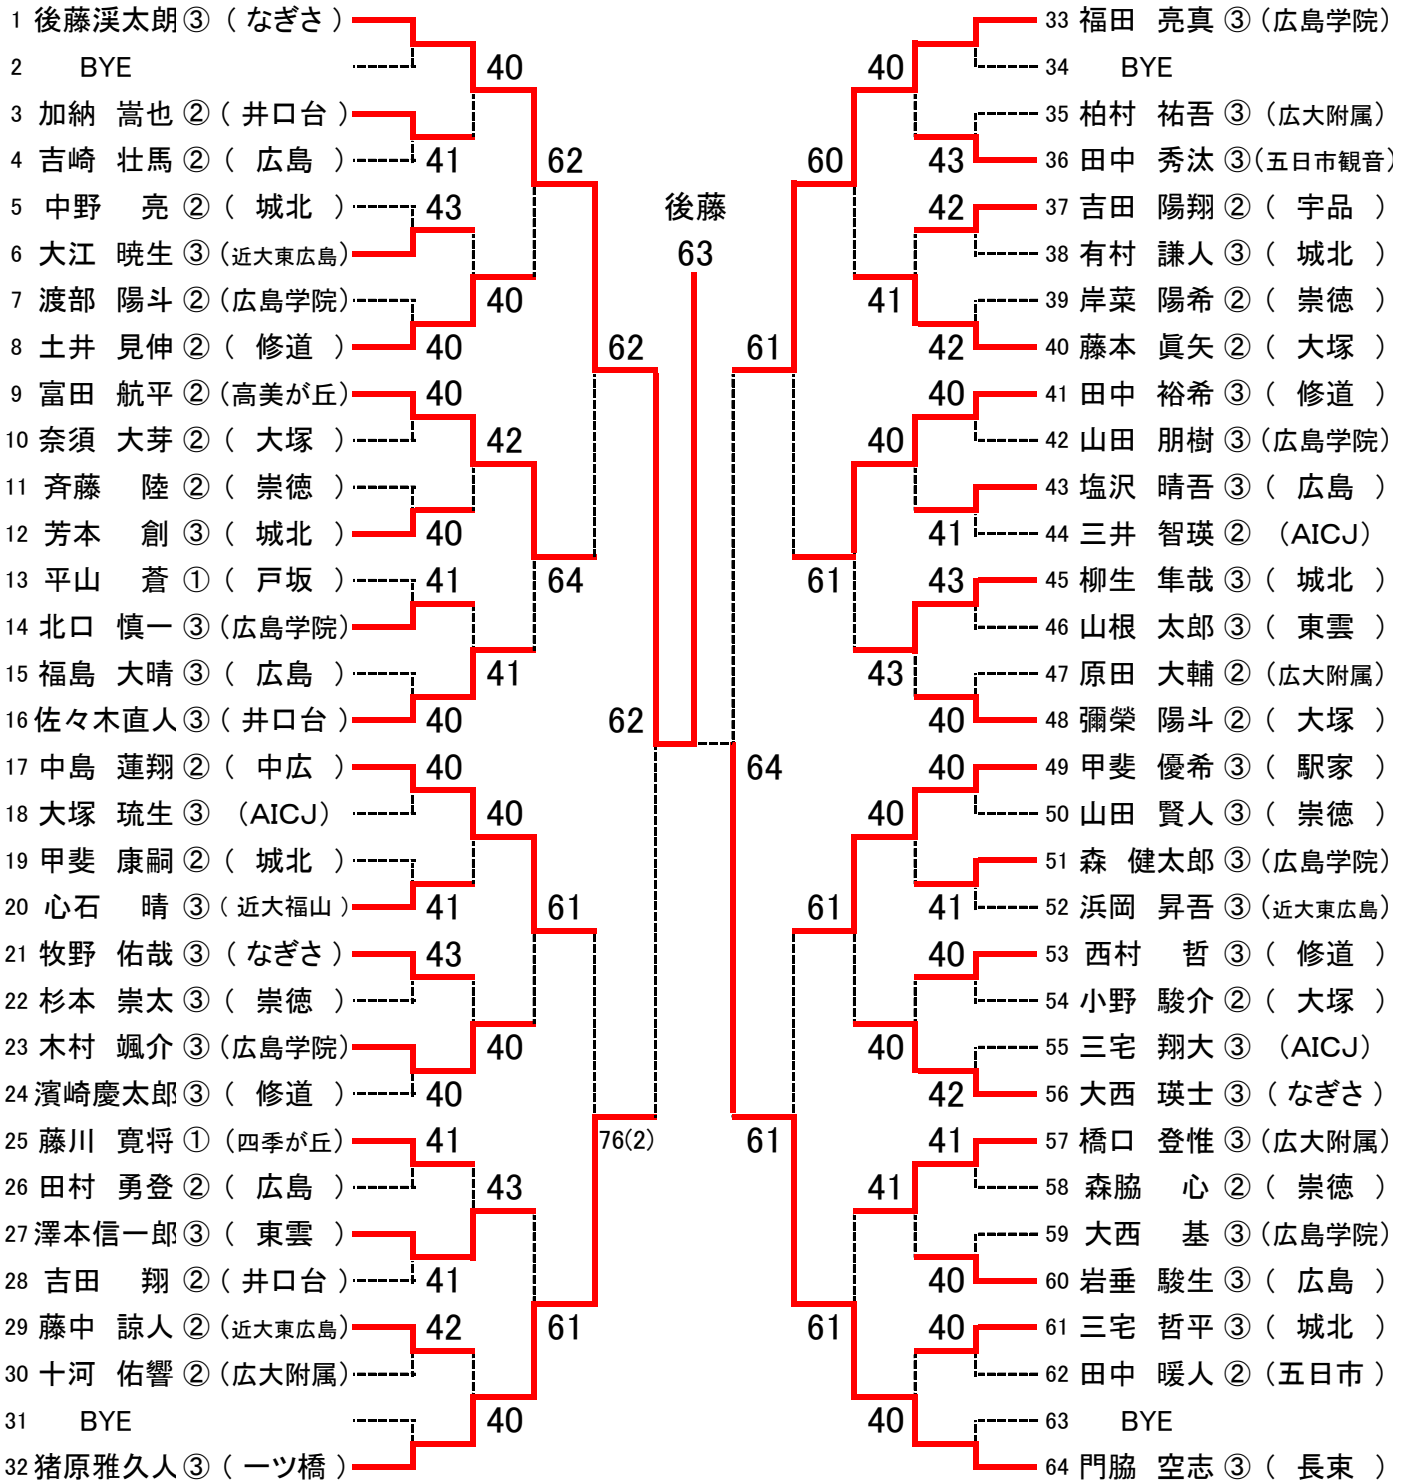 1 後藤渓太朗 ③ ( なぎさ )
2 BYE
40
3 加納 嵩也 ② ( 井口台 )
4 吉崎 壮馬 ② ( 広島 )
41
62
5 中野 亮 ② ( 城北 )
43
6 大江 暁生 ③ (近大東広島)
7 渡部 陽斗 ② (広島学院)
40
8 土井 見伸 ② ( 修道 )
40
62
9 富田 航平 ② (高美が丘)
40
10 奈須 大芽 ② ( 大塚 )
42
11 斉藤 陸 ② ( 崇徳 )
12 芳本 創 ③ ( 城北 )
40
13 平山 蒼 ① ( 戸坂 )
41
64
14 北口 慎一 ③ (広島学院)
15 福島 大晴 ③ ( 広島 )
41
16 佐々木直人 ③ ( 井口台 )
40
62
17 中島 蓮翔 ② ( 中広 )
40
18 大塚 琉生 ③ (AICJ)
40
19 甲斐 康嗣 ② ( 城北 )
20 心石 晴 ③ ( 近大福山 )
41
61
21 牧野 佑哉 ③ ( なぎさ )
43
22 杉本 崇太 ③ ( 崇徳 )
23 木村 颯介 ③ (広島学院)
40
24 濱崎慶太郎 ③ ( 修道 )
40
25 藤川 寛将 ① (四季が丘)
41
76(2)
26 田村 勇登 ② ( 広島 )
43
27 澤本信一郎 ③ ( 東雲 )
28 吉田 翔 ② ( 井口台 )
41
29 藤中 諒人 ② (近大東広島)
42
61
30 十河 佑響 ② (広大附属)
31 BYE
40
32 猪原雅久人 ③ ( 一ツ橋 )
後藤
63
33 福田 亮真 ③ (広島学院)
40
34 BYE
35 柏村 祐吾 ③ (広大附属)
60
43
36 田中 秀汰 ③ (五日市観音)
42
37 吉田 陽翔 ② ( 宇品 )
38 有村 謙人 ③ ( 城北 )
41
39 岸菜 陽希 ② ( 崇徳 )
61
42
40 藤本 眞矢 ② ( 大塚 )
40
41 田中 裕希 ③ ( 修道 )
40
42 山田 朋樹 ③ (広島学院)
43 塩沢 晴吾 ③ ( 広島 )
41
44 三井 智瑛 ② (AICJ)
61
43
45 柳生 隼哉 ③ ( 城北 )
46 山根 太郎 ③ ( 東雲 )
43
47 原田 大輔 ② (広大附属)
40
48 彌榮 陽斗 ② ( 大塚 )
64
40
49 甲斐 優希 ③ ( 駅家 )
40
50 山田 賢人 ③ ( 崇徳 )
51 森 健太郎 ③ (広島学院)
61
41
52 浜岡 昇吾 ③ (近大東広島)
40
53 西村 哲 ③ ( 修道 )
54 小野 駿介 ② ( 大塚 )
40
55 三宅 翔大 ③ (AICJ)
42
56 大西 瑛士 ③ ( なぎさ )
61
41
57 橋口 登惟 ③ (広大附属)
41
58 森脇 心 ② ( 崇徳 )
59 大西 基 ③ (広島学院)
40
60 岩垂 駿生 ③ ( 広島 )
61
40
61 三宅 哲平 ③ ( 城北 )
62 田中 暖人 ② (五日市 )
40
63 BYE
64 門脇 空志 ③ ( 長束 )